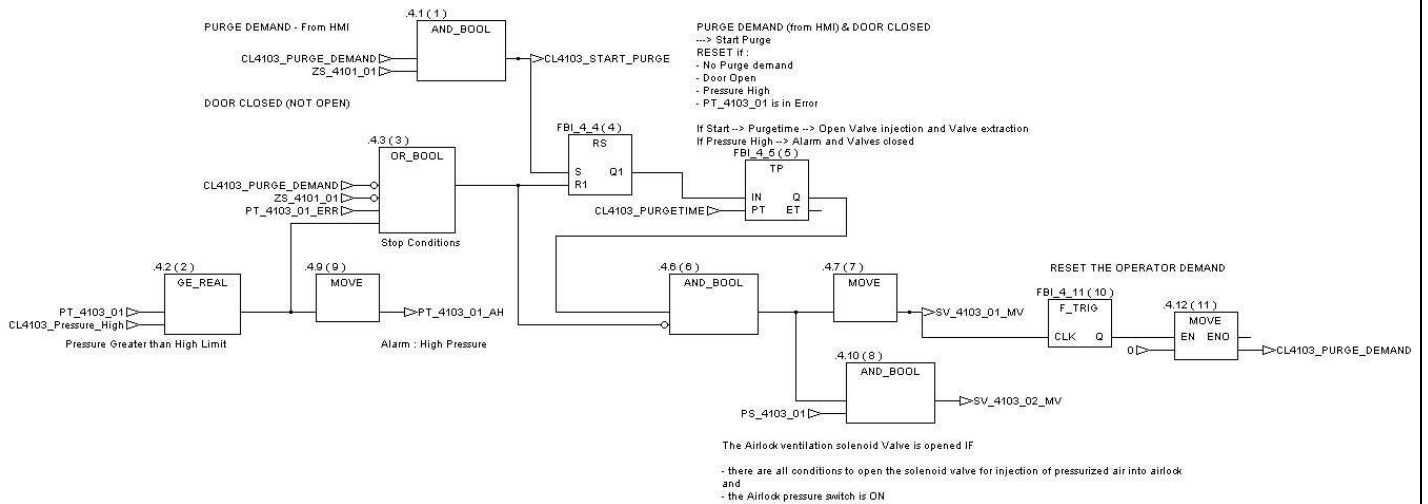 .4.1 ( 1 )
PURGE DEMAND - From HMI
AND_BOOL
CL4103_PURGE_DEMAND
ZS_4101_01
CL4103_START_PURGE
PURGE DEMAND (from HMI) & DOOR CLOSED
---> Start Purge
RESET if :
- No Purge demand
- Door Open
- Pressure High
- PT_4103_01 is in Error
If Start --> Purgetime --> Open Valve injection and Valve extraction
If Pressure High --> Alarm and Valves closed
DOOR CLOSED (NOT OPEN)
.4.3 ( 3 )
OR_BOOL
CL4103_PURGE_DEMAND
ZS_4101_01
PT_4103_01_ERR
Stop Conditions
FBI_4_4 ( 4 )
RS
S Q1
R1
FBI_4_5 ( 5 )
TP
IN Q
CL4103_PURGETIME
PT ET
.4.2 ( 2 )
GE_REAL
PT_4103_01
CL4103_Pressure_High
Pressure Greater than High Limit
.4.9 ( 9 )
MOVE
PT_4103_01_AH
Alarm : High Pressure
.4.6 ( 6 )
AND_BOOL
.4.7 ( 7 )
MOVE
SV_4103_01_MV
.4.10 ( 8 )
AND_BOOL
PS_4103_01
SV_4103_02_MV
RESET THE OPERATOR DEMAND
FBI_4_11 ( 10 )
F_TRIG
CLK Q
.4.12 ( 11 )
MOVE
EN ENO
0
CL4103_PURGE_DEMAND
The Airlock ventilation solenoid Valve is opened IF
- there are all conditions to open the solenoid valve for injection of pressurized air into airlock
and
- the Airlock pressure switch is ON